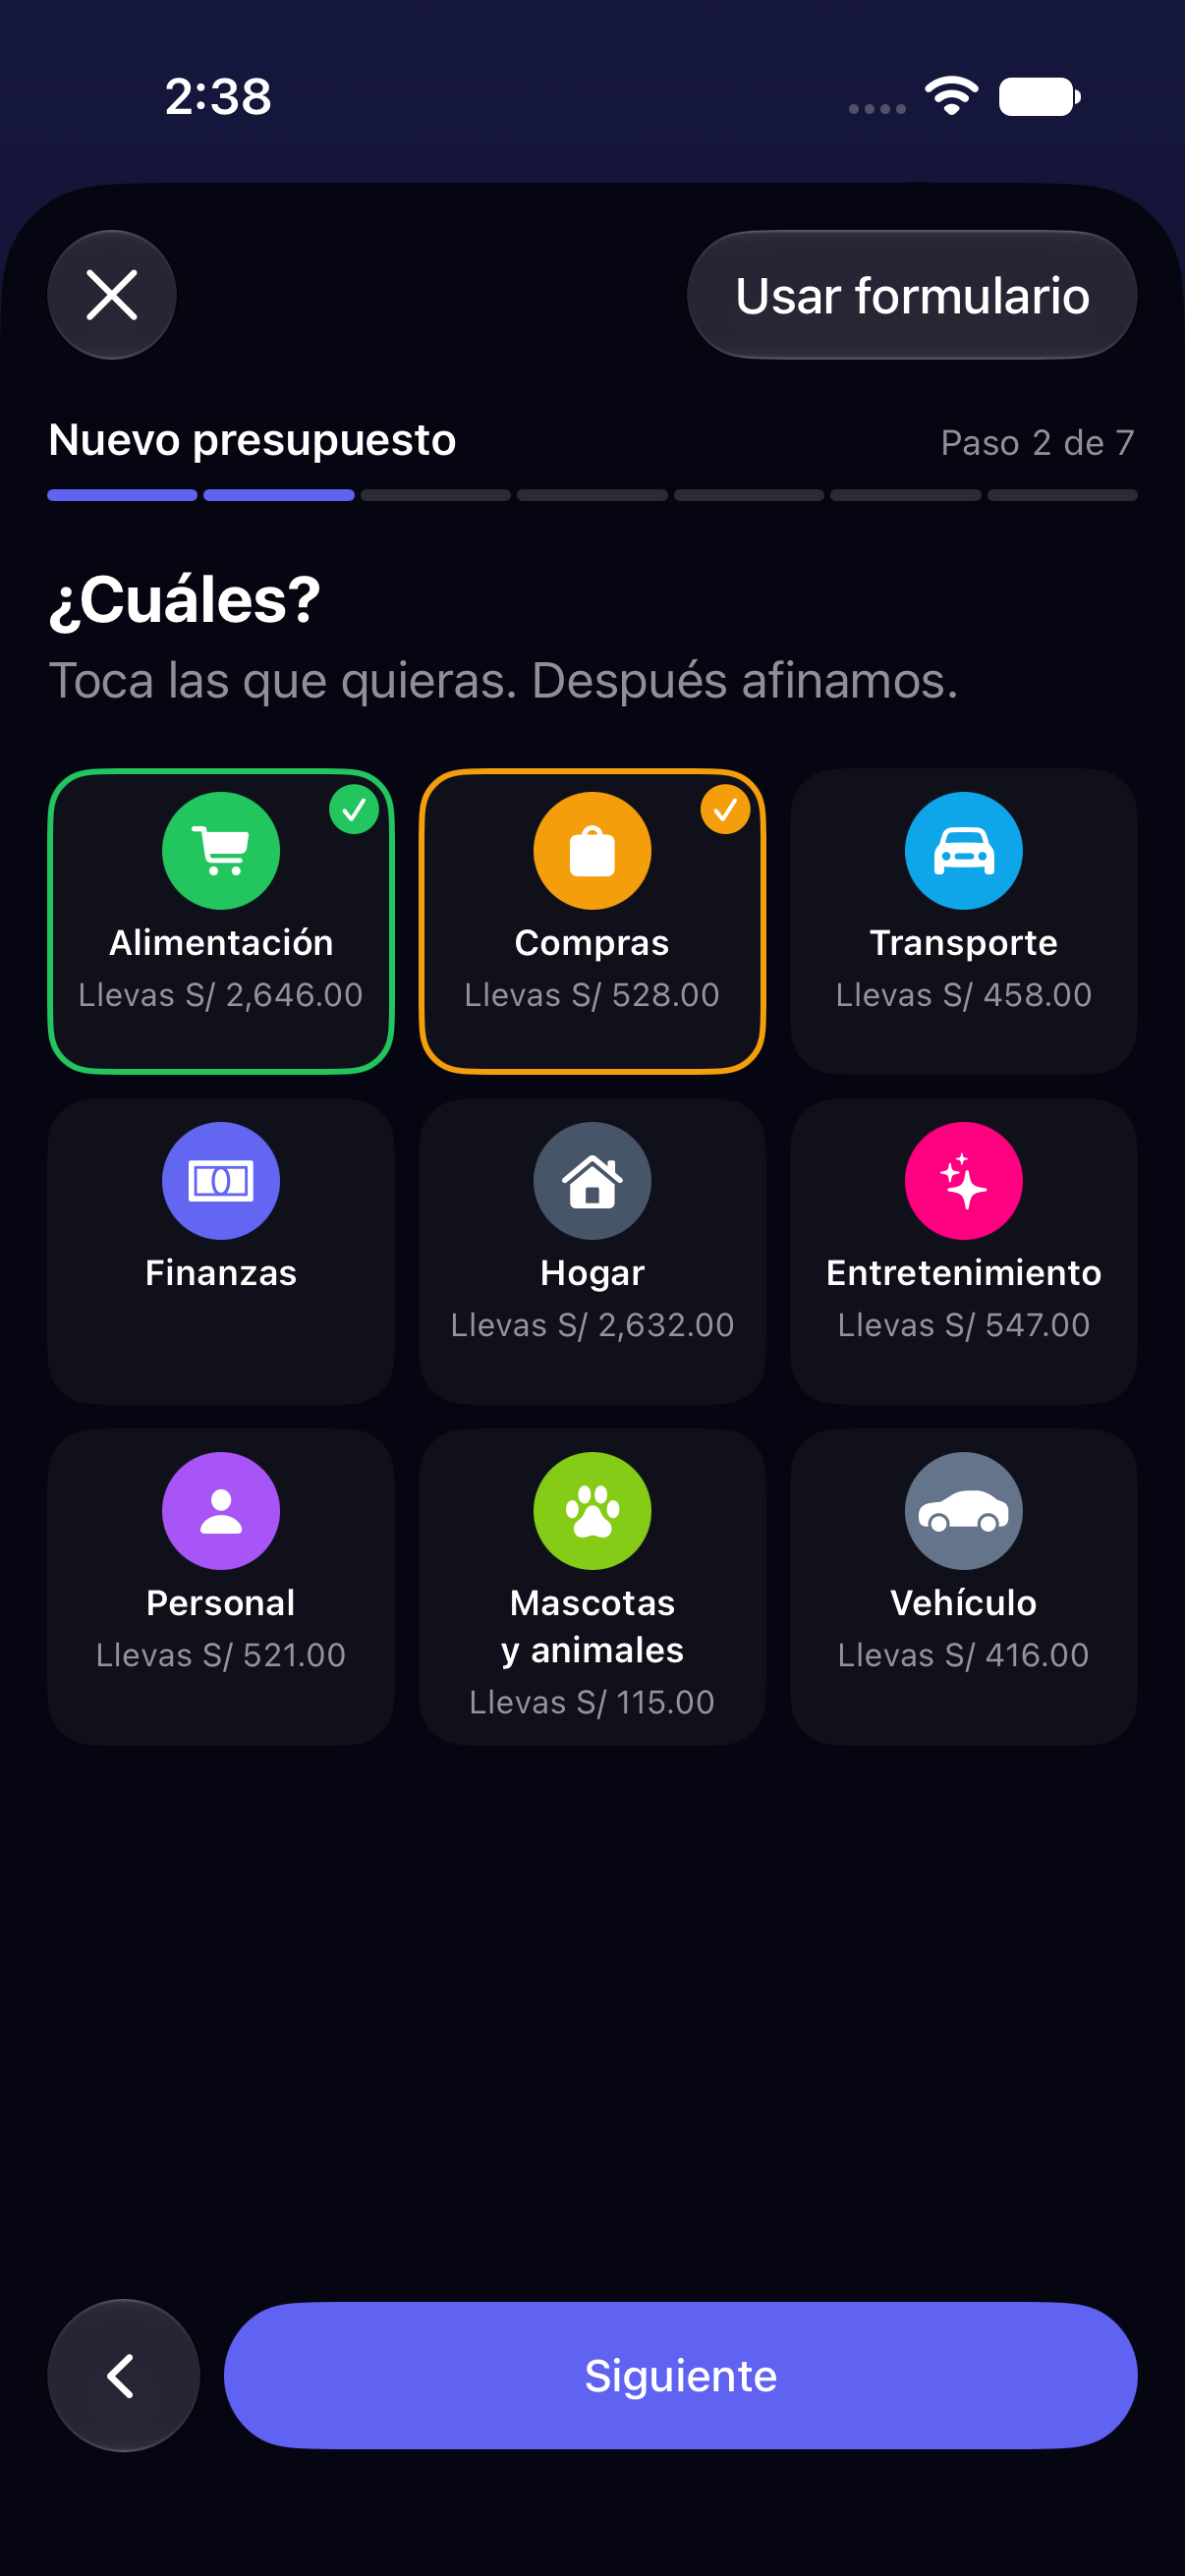 2:38
Usar formulario
Nuevo presupuesto
Paso 2 de 7
¿Cuáles?
Toca las que quieras. Después afinamos.
Alimentación
Llevas S/ 2,646.00
Compras
Llevas S/ 528.00
Transporte
Llevas S/ 458.00
Finanzas
Hogar
Llevas S/ 2,632.00
Entretenimiento
Llevas S/ 547.00
Personal
Llevas S/ 521.00
Mascotas
y animales
Llevas S/ 115.00
Vehículo
Llevas S/ 416.00
Siguiente